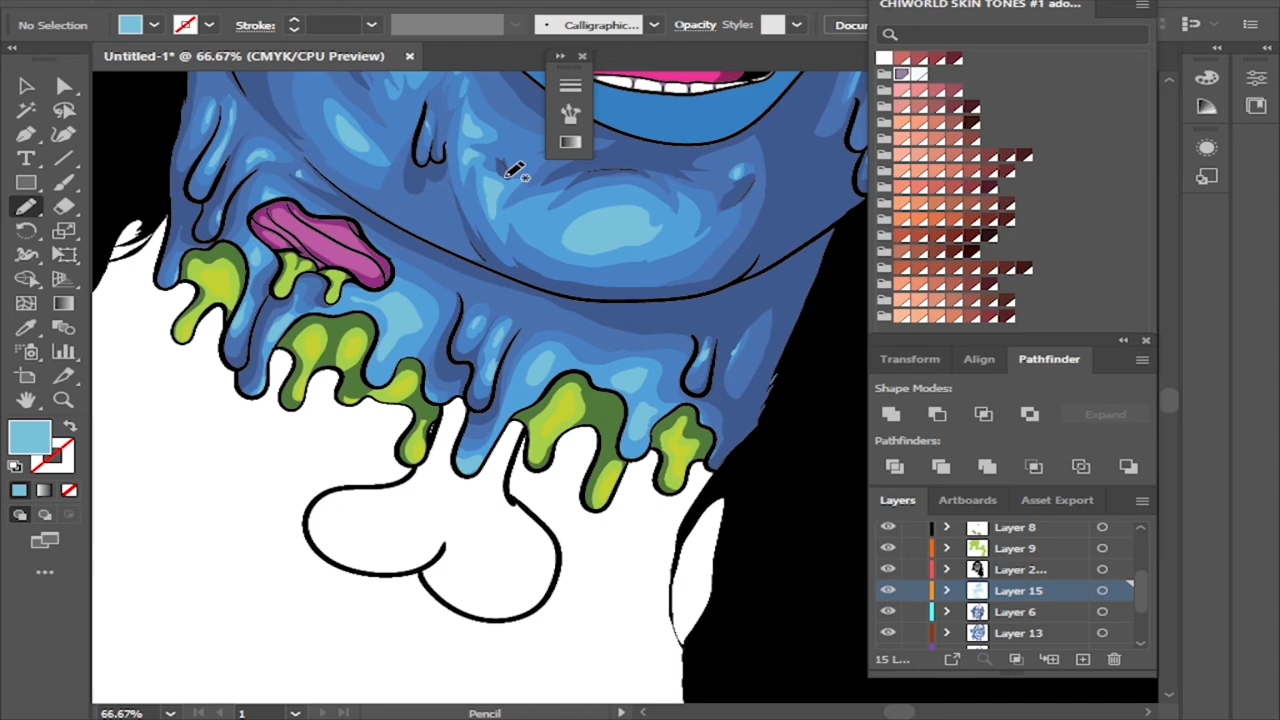 CHIWORLD SKIN TONES #1 ado...
No Selection
Stroke:
Calligraphic...
Opacity
Style:
Docum
Untitled-1* @ 66.67% (CMYK/CPU Preview)
Transform
Align
Pathfinder
Shape Modes:
Expand
Pathfinders:
Layers
Artboards
Asset Export
Layer 8
Layer 9
Layer 2...
Layer 15
Layer 6
Layer 13
15 L...
66.67%
1
Pencil